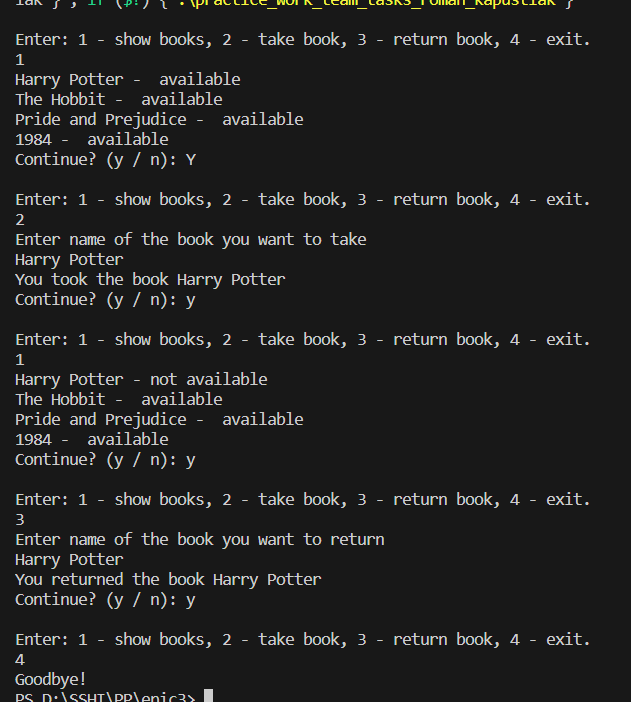 iak } ; if ($?) { .\practice_work_team_tasks_roman_kapustiak }
Enter: 1 - show books, 2 - take book, 3 - return book, 4 - exit.
1
Harry Potter -  available
The Hobbit -  available
Pride and Prejudice -  available
1984 -  available
Continue? (y / n): Y
Enter: 1 - show books, 2 - take book, 3 - return book, 4 - exit.
2
Enter name of the book you want to take
Harry Potter
You took the book Harry Potter
Continue? (y / n): y
Enter: 1 - show books, 2 - take book, 3 - return book, 4 - exit.
1
Harry Potter - not available
The Hobbit -  available
Pride and Prejudice -  available
1984 -  available
Continue? (y / n): y
Enter: 1 - show books, 2 - take book, 3 - return book, 4 - exit.
3
Enter name of the book you want to return
Harry Potter
You returned the book Harry Potter
Continue? (y / n): y
Enter: 1 - show books, 2 - take book, 3 - return book, 4 - exit.
4
Goodbye!
PS D:\SSHI\PP\epic3>